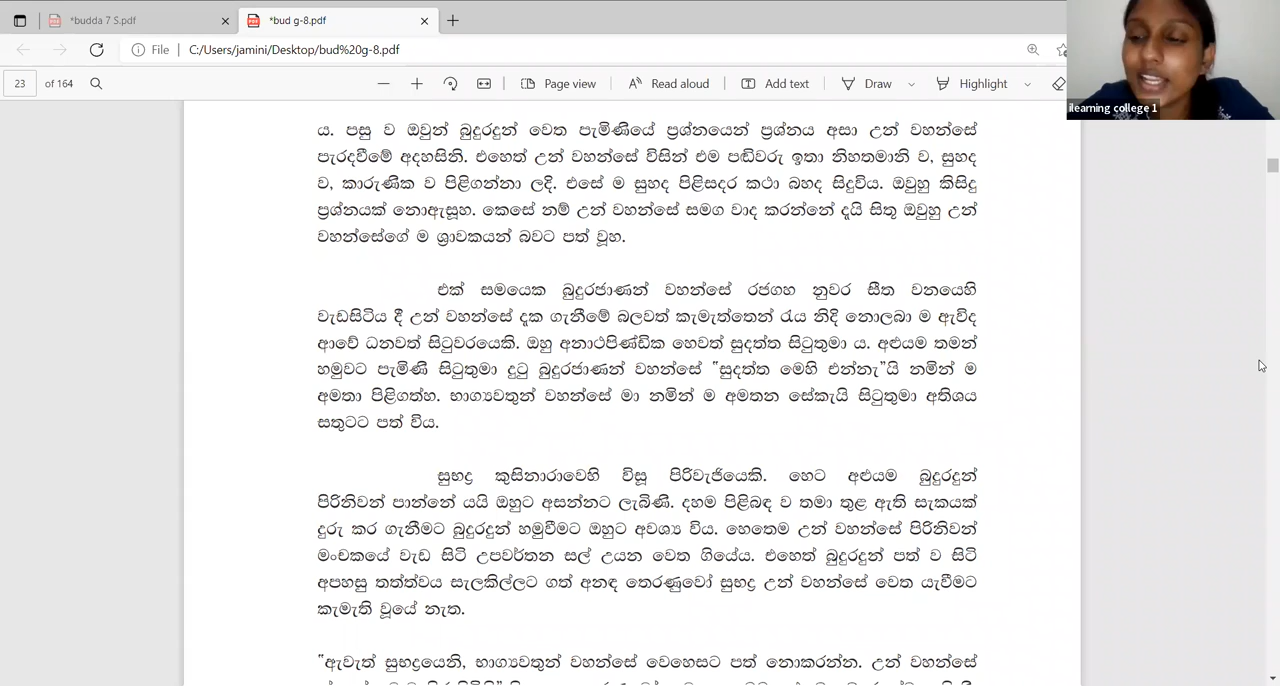 *budda 7 S.pdf
*bud g-8.pdf
File
C:/Users/jamini/Desktop/bud%20g-8.pdf
23 of 164
Page view
Read aloud
Add text
Draw
Highlight
ilearning college 1
ය. පසු ව ඔවුන් බුදුරදුන් වෙත පැමිණියේ ප්‍රශ්නයෙන් ප්‍රශ්නය අසා උන් වහන්සේ
පැරදවීමේ අදහසිනි. එහෙත් උන් වහන්සේ විසින් එම පඬිවරු ඉතා නිහතමානි ව, සුහද
ව, කාරුණික ව පිළිගන්නා ලදි. එසේ ම සුහද පිළිසදර කථා බහද සිදුවිය. ඔවුහු කිසිදු
ප්‍රශ්නයක් නොඇසූහ. කෙසේ නම් උන් වහන්සේ සමග වාද කරන්නේ දැයි සිතූ ඔවුහු උන්
වහන්සේගේ ම ශ්‍රාවකයන් බවට පත් වූහ.
එක් සමයෙක බුදුරජාණන් වහන්සේ රජගහ නුවර සීත වනයෙහි
වැඩසිටිය දී උන් වහන්සේ දැක ගැනීමේ බලවත් කැමැත්තෙන් රැය නිදි නොලබා ම ඇවිද
ආවේ ධනවත් සිටුවරයෙකි. ඔහු අනාථපිණ්ඩික හෙවත් සුදත්ත සිටුතුමා ය. අළුයම තමන්
හමුවට පැමිණි සිටුතුමා දුටු බුදුරජාණන් වහන්සේ "සුදත්ත මෙහි එන්නැ"යි නමින් ම
අමතා පිළිගත්හ. භාග්‍යවතුන් වහන්සේ මා නමින් ම අමතන සේකැයි සිටුතුමා අතිශය
සතුටට පත් විය.
සුභද්‍ර කුසිනාරාවෙහි විසූ පිරිවැජියෙකි. හෙට අළුයම බුදුරදුන්
පිරිනිවන් පාන්නේ යයි ඔහුට අසන්නට ලැබිණි. දහම පිළිබඳ ව තමා තුළ ඇති සැකයක්
දුරු කර ගැනීමට බුදුරදුන් හමුවීමට ඔහුට අවශ්‍ය විය. හෙතෙම උන් වහන්සේ පිරිනිවන්
මංචකයේ වැඩ සිටි උපවර්තන සල් උයන වෙත ගියේය. එහෙත් බුදුරදුන් පත් ව සිටි
අපහසු තත්ත්වය සැලකිල්ලට ගත් අනඳ තෙරණුවෝ සුභද්‍ර උන් වහන්සේ වෙත යැවීමට
කැමැති වූයේ නැත.
"ඇවැත් සුභද්‍රයෙනි, භාග්‍යවතුන් වහන්සේ වෙහෙසට පත් නොකරන්න. උන් වහන්සේ